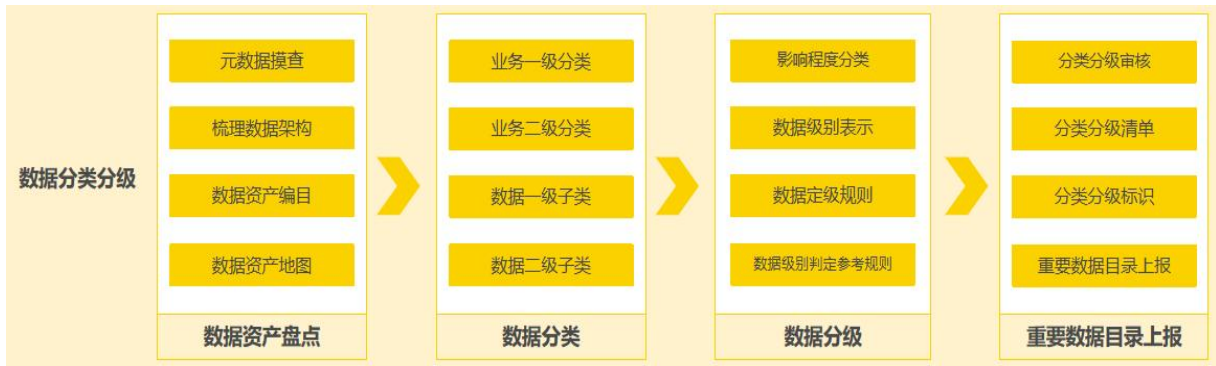 数据分类分级
元数据摸查
梳理数据架构
数据资产编目
数据资产地图
数据资产盘点
业务一级分类
业务二级分类
数据一级子类
数据二级子类
数据分类
影响程度分类
数据级别表示
数据定级规则
数据级别判定参考规则
数据分级
分类分级审核
分类分级清单
分类分级标识
重要数据目录上报
重要数据目录上报